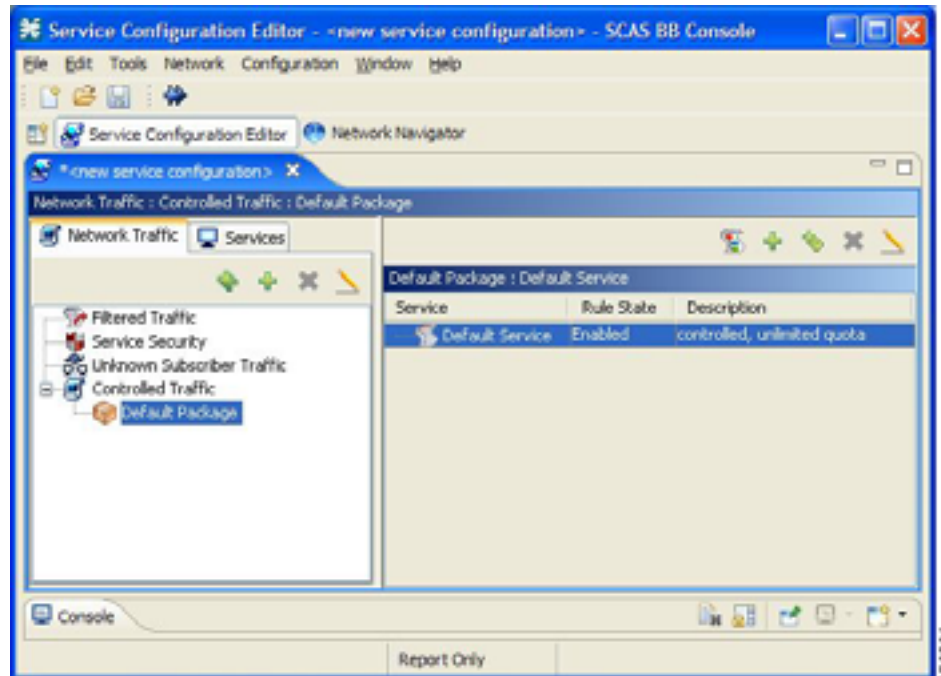 Service Configuration Editor - <new service configuration> - SCAS BB Console
File Edit Tools Network Configuration Window Help
Service Configuration Editor Network Navigator
*<new service configuration>
Network Traffic : Controlled Traffic : Default Package
Network Traffic Services
Filtered Traffic
Service Security
Unknown Subscriber Traffic
Controlled Traffic
Default Package
Default Package : Default Service
Service Rule State Description
Default Service Enabled controlled, unlimited quota
Console
Report Only